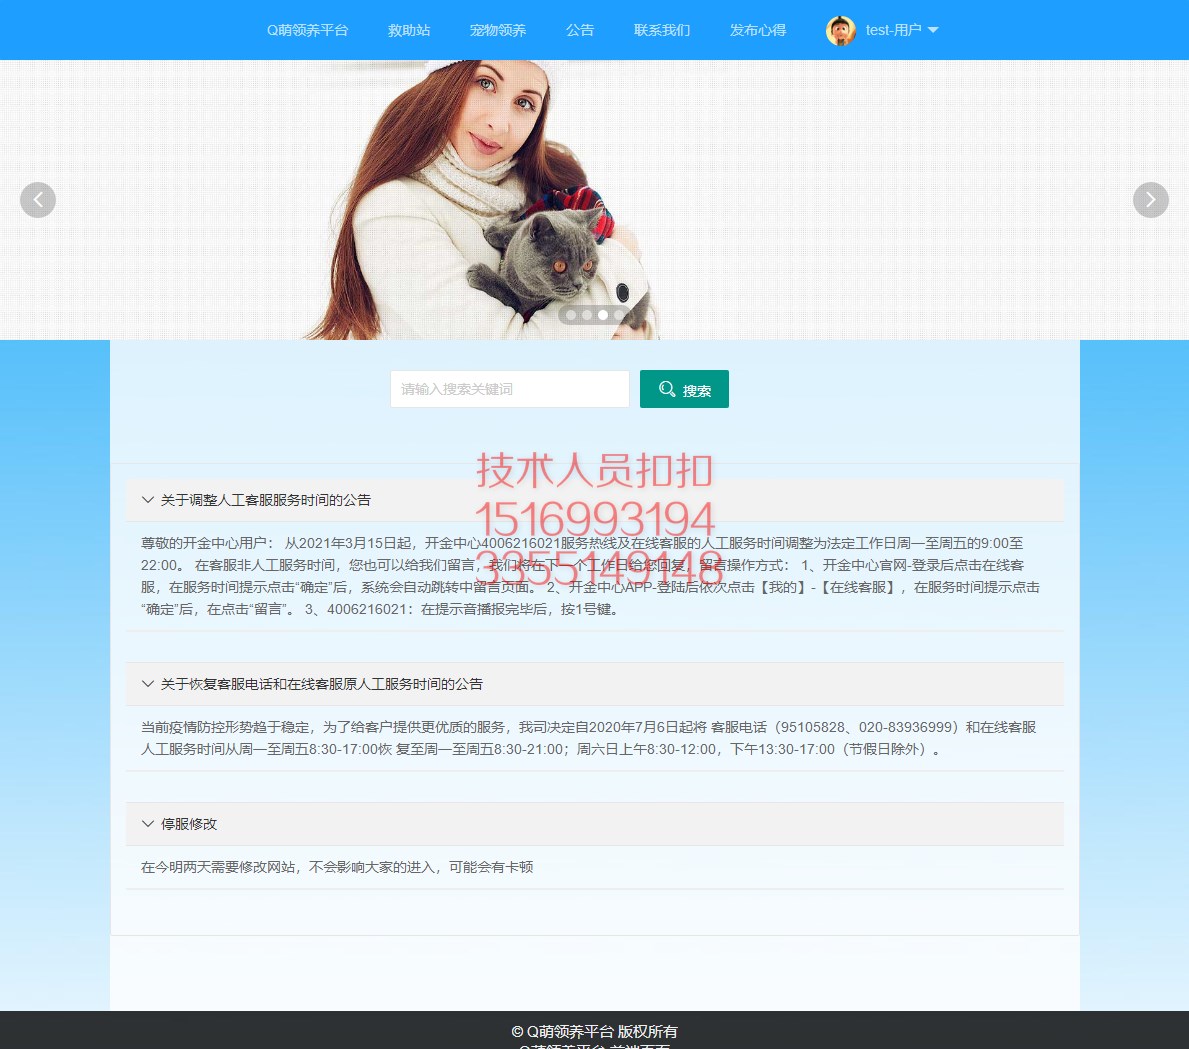 Q萌领养平台 救助站 宠物领养 公告 联系我们 发布心得 test-用户
请输入搜索关键词 搜索
技术人员扣扣
1516993194
3355149148
关于调整人工客服服务时间的公告
尊敬的开金中心用户： 从2021年3月15日起，开金中心4006216021服务热线及在线客服的人工服务时间调整为法定工作日周一至周五的9:00至
22:00。 在客服非人工服务时间，您也可以给我们留言，我们将在下一个工作日给您回复，留言操作方式： 1、开金中心官网-登录后点击在线客
服，在服务时间提示点击“确定”后，系统会自动跳转中留言页面。 2、开金中心APP-登陆后依次点击【我的】-【在线客服】，在服务时间提示点击
“确定”后，在点击“留言”。 3、4006216021：在提示音播报完毕后，按1号键。
关于恢复客服电话和在线客服原人工服务时间的公告
当前疫情防控形势趋于稳定，为了给客户提供更优质的服务，我司决定自2020年7月6日起将 客服电话（95105828、020-83936999）和在线客服
人工服务时间从周一至周五8:30-17:00恢 复至周一至周五8:30-21:00；周六日上午8:30-12:00，下午13:30-17:00（节假日除外）。
停服修改
在今明两天需要修改网站，不会影响大家的进入，可能会有卡顿
© Q萌领养平台 版权所有
Q萌领养平台 前端页面